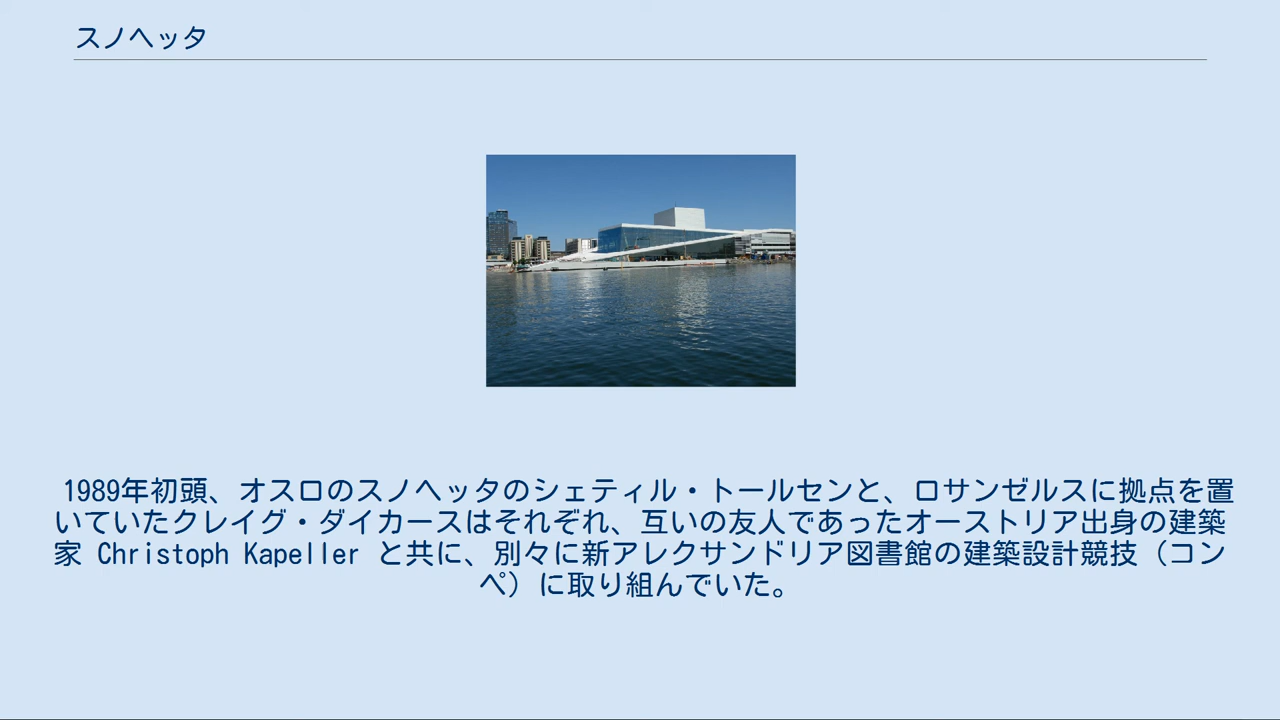 スノヘッタ
1989年初頭、オスロのスノヘッタのシェティル・トールセンと、ロサンゼルスに拠点を置
いていたクレイグ・ダイカースはそれぞれ、互いの友人であったオーストリア出身の建築
家 Christoph Kapeller と共に、別々に新アレクサンドリア図書館の建築設計競技（コン
ペ）に取り組んでいた。